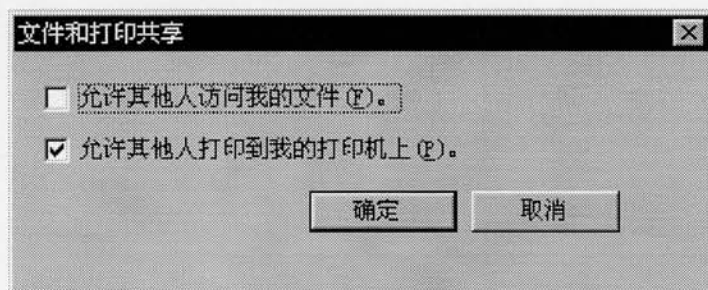 文件和打印共享
允许其他人访问我的文件(F)。
允许其他人打印到我的打印机上(P)。
确定
取消